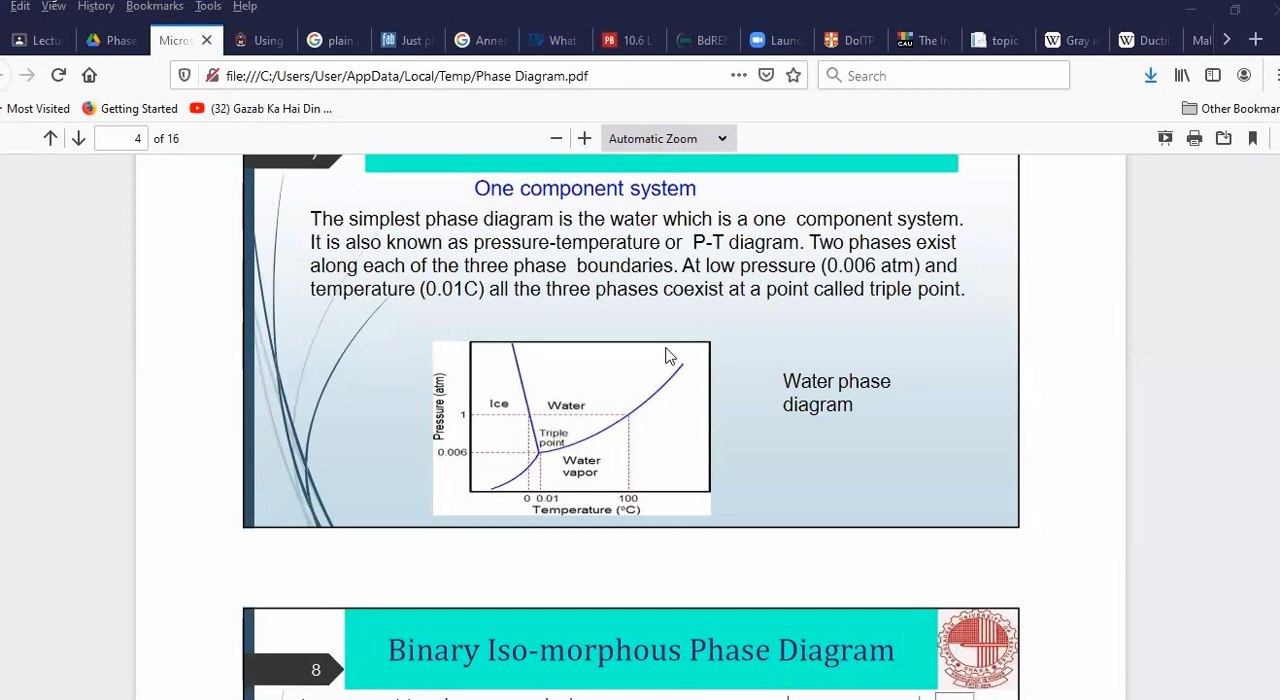 Edit View History Bookmarks Tools Help
Lectu Phase Micros Using plain Just p Annea What 10.6 L BdREN Launc DoITP The Ir topic Gray m Ductil Mal
file:///C:/Users/User/AppData/Local/Temp/Phase Diagram.pdf Search
Most Visited Getting Started (32) Gazab Ka Hai Din ... Other Bookmar
4 of 16 Automatic Zoom
One component system
The simplest phase diagram is the water which is a one component system.
It is also known as pressure-temperature or P-T diagram. Two phases exist
along each of the three phase boundaries. At low pressure (0.006 atm) and
temperature (0.01C) all the three phases coexist at a point called triple point.
Pressure (atm)
Ice Water
1
Triple
point
0.006
Water
vapor
0 0.01 100
Temperature (°C)
Water phase
diagram
8
Binary Iso-morphous Phase Diagram